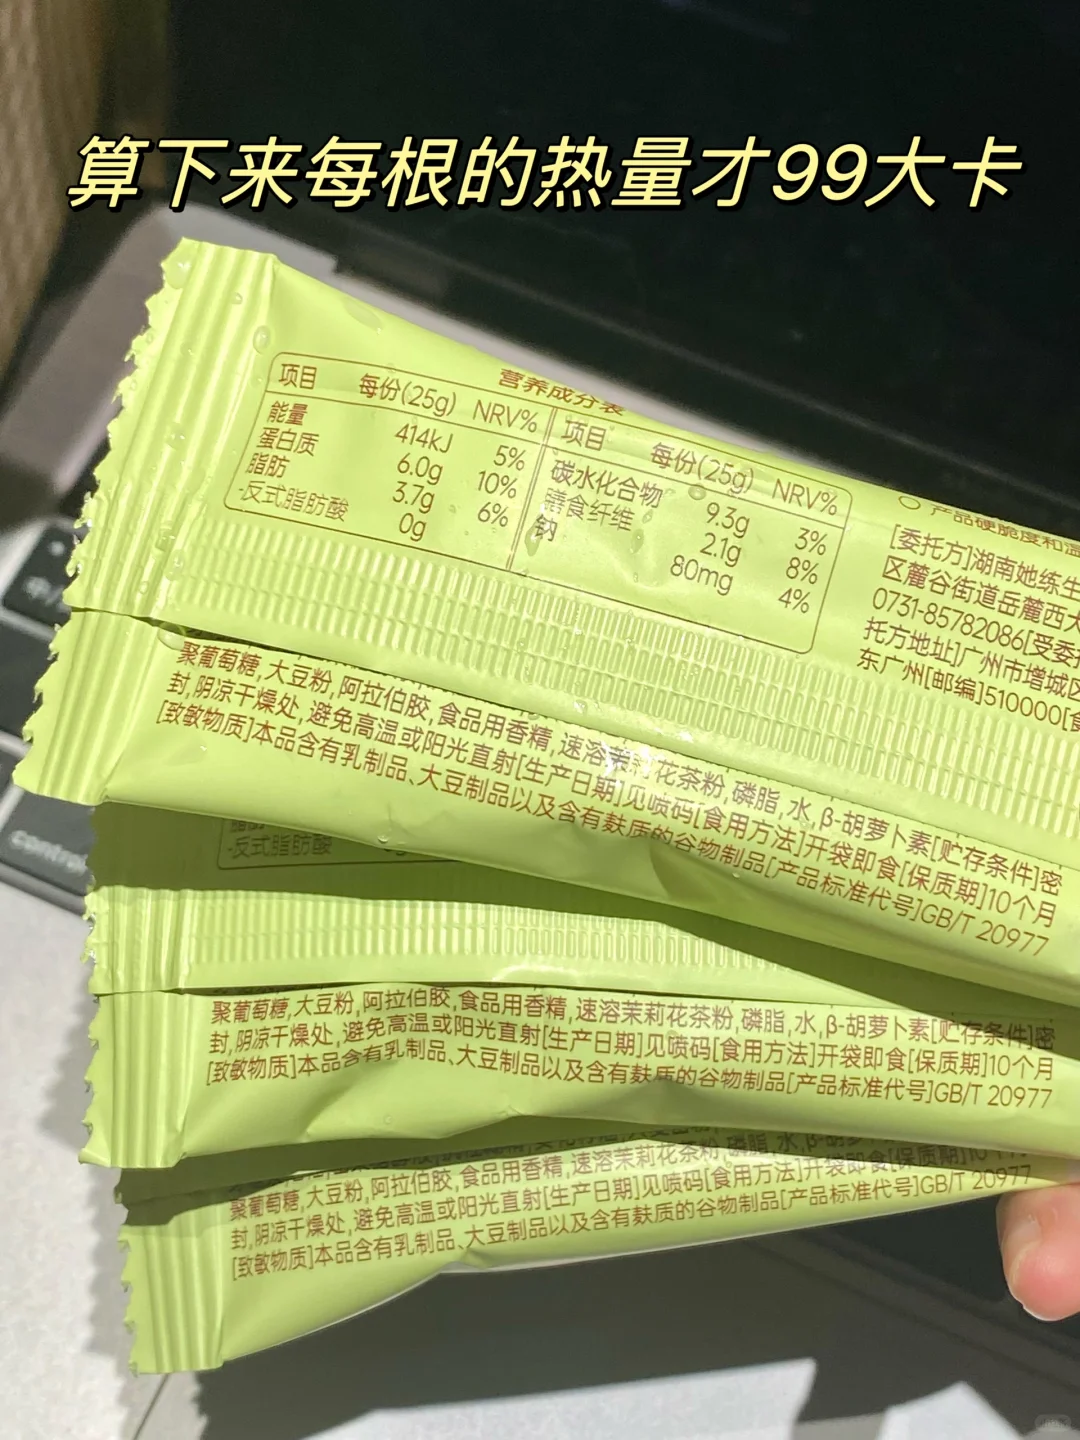 算下来每根的热量才99大卡
营养成分表
项目 每份(25g) NRV% 项目 每份(25g) NRV%
能量 414kJ 5% 碳水化合物 9.3g 3%
蛋白质 6.0g 10% 膳食纤维 2.1g 8%
脂肪 3.7g 6% 钠 80mg 4%
-反式脂肪酸 0g
产品硬脆度和温
[委托方]湖南她练生
区麓谷街道岳麓西大
0731-85782086[受委
托方地址]广州市增城区
东广州[邮编]510000[食
聚葡萄糖,大豆粉,阿拉伯胶,食品用香精,速溶茉莉花茶粉,磷脂,水,β-胡萝卜素[贮存条件]密
封,阴凉干燥处,避免高温或阳光直射[生产日期]见喷码[食用方法]开袋即食[保质期]10个月
[致敏物质]本品含有乳制品、大豆制品以及含有麸质的谷物制品[产品标准代号]GB/T 20977
-反式脂肪酸
聚葡萄糖,大豆粉,阿拉伯胶,食品用香精,速溶茉莉花茶粉,磷脂,水,β-胡萝卜素[贮存条件]密
封,阴凉干燥处,避免高温或阳光直射[生产日期]见喷码[食用方法]开袋即食[保质期]10个月
[致敏物质]本品含有乳制品、大豆制品以及含有麸质的谷物制品[产品标准代号]GB/T 20977
聚葡萄糖,大豆粉,阿拉伯胶,食品用香精,速溶茉莉花茶粉,磷脂,水,β-胡萝卜
封,阴凉干燥处,避免高温或阳光直射[生产日期]见喷码[食用方法]开袋即食[保质期]10个月
[致敏物质]本品含有乳制品、大豆制品以及含有麸质的谷物制品[产品标准代号]GB/T 20977
control